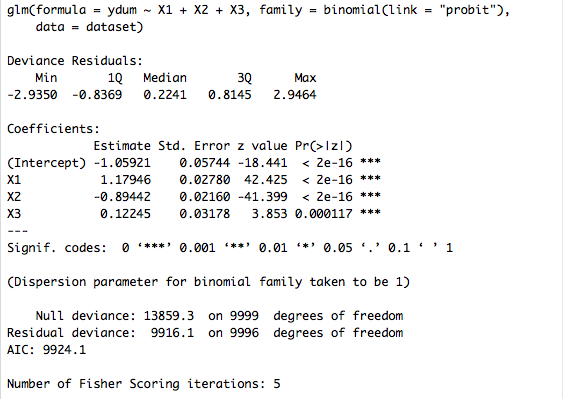 glm(formula = ydum ~ X1 + X2 + X3, family = binomial(link = "probit"),
    data = dataset)
Deviance Residuals:
    Min       1Q   Median       3Q      Max
-2.9350  -0.8369   0.2241   0.8145   2.9464
Coefficients:
            Estimate Std. Error z value Pr(>|z|)
(Intercept) -1.05921    0.05744 -18.441  < 2e-16 ***
X1           1.17946    0.02780  42.425  < 2e-16 ***
X2          -0.89442    0.02160 -41.399  < 2e-16 ***
X3           0.12245    0.03178   3.853 0.000117 ***
---
Signif. codes:  0 ‘***’ 0.001 ‘**’ 0.01 ‘*’ 0.05 ‘.’ 0.1 ‘ ’ 1
(Dispersion parameter for binomial family taken to be 1)
    Null deviance: 13859.3  on 9999  degrees of freedom
Residual deviance:  9916.1  on 9996  degrees of freedom
AIC: 9924.1
Number of Fisher Scoring iterations: 5